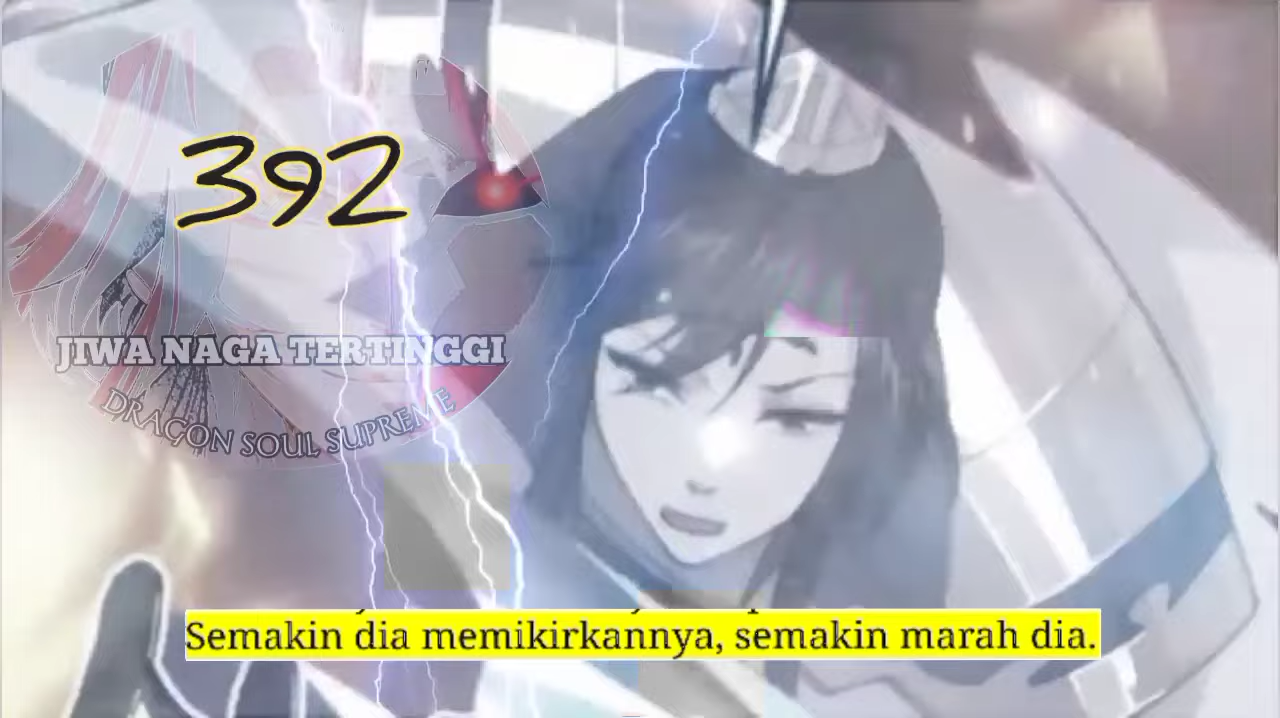 392
JIWA NAGA TERTINGGI
DRAGON SOUL SUPREME
Semakin dia memikirkannya, semakin marah dia.